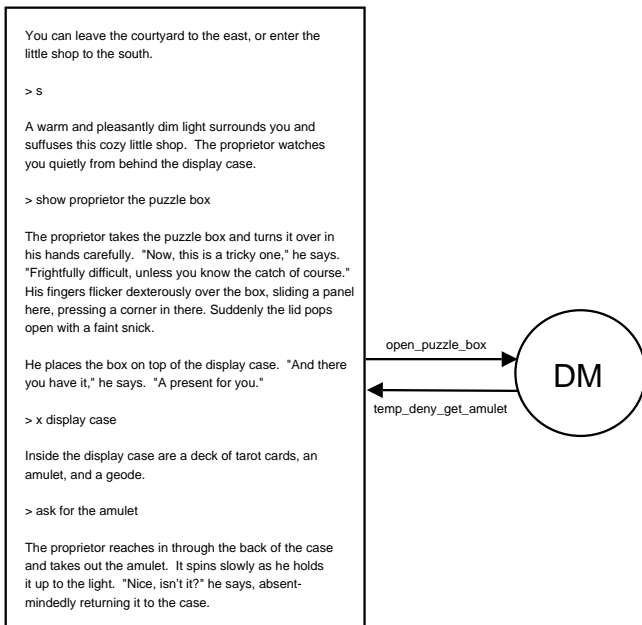 You can leave the courtyard to the east, or enter the
little shop to the south.
> s
A warm and pleasantly dim light surrounds you and
suffuses this cozy little shop.  The proprietor watches
you quietly from behind the display case.
> show proprietor the puzzle box
The proprietor takes the puzzle box and turns it over in
his hands carefully.  "Now, this is a tricky one," he says.
"Frightfully difficult, unless you know the catch of course."
His fingers flicker dexterously over the box, sliding a panel
here, pressing a corner in there. Suddenly the lid pops
open with a faint snick.
He places the box on top of the display case.  "And there
you have it," he says.  "A present for you."
> x display case
Inside the display case are a deck of tarot cards, an
amulet, and a geode.
> ask for the amulet
The proprietor reaches in through the back of the case
and takes out the amulet.  It spins slowly as he holds
it up to the light.  "Nice, isn't it?" he says, absent-
mindedly returning it to the case.
open_puzzle_box
temp_deny_get_amulet
DM